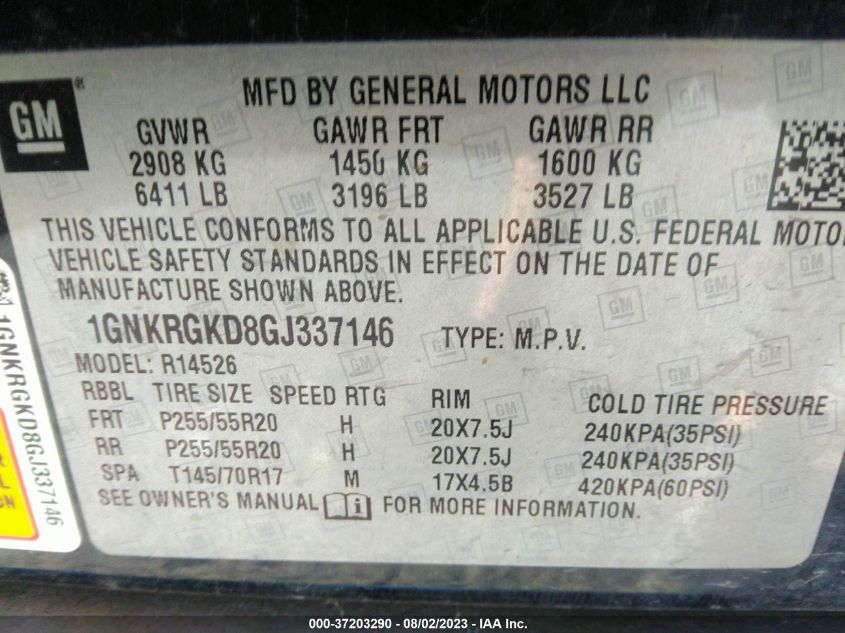 GM
MFD BY GENERAL MOTORS LLC
GVWR GAWR FRT GAWR RR
2908 KG 1450 KG 1600 KG
6411 LB 3196 LB 3527 LB
THIS VEHICLE CONFORMS TO ALL APPLICABLE U.S. FEDERAL MOTO
VEHICLE SAFETY STANDARDS IN EFFECT ON THE DATE OF
MANUFACTURE SHOWN ABOVE.
1GNKRGKD8GJ337146 TYPE: M.P.V.
MODEL: R14526
RBBL TIRE SIZE SPEED RTG RIM COLD TIRE PRESSURE
FRT P255/55R20 H 20X7.5J 240KPA(35PSI)
RR P255/55R20 H 20X7.5J 240KPA(35PSI)
SPA T145/70R17 M 17X4.5B 420KPA(60PSI)
SEE OWNER'S MANUAL FOR MORE INFORMATION.
1GNKRGKD8GJ337146
000-37203290 - 08/02/2023 - IAA Inc.